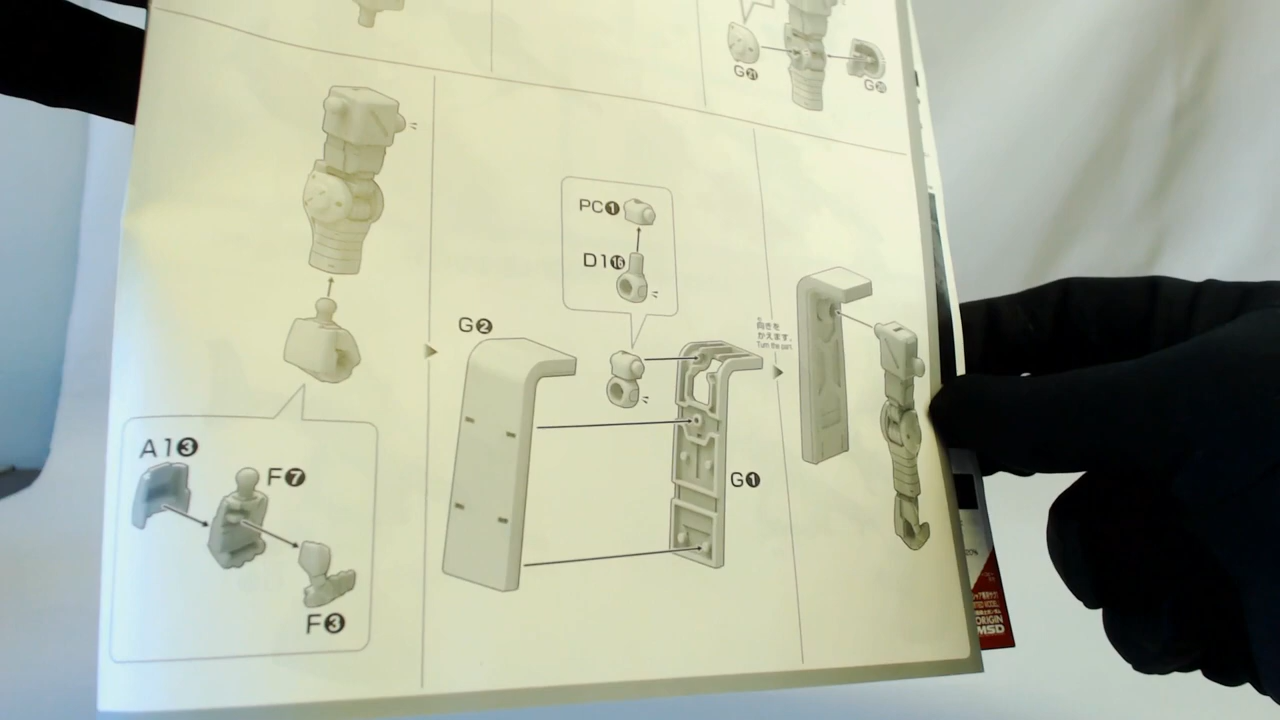 G㉑
G⑳
PC❶
D1⓰
G❷
向きを
かえます。
Turn the part.
A1❸
F❼
G❶
F❸
ORIGIN
MSD